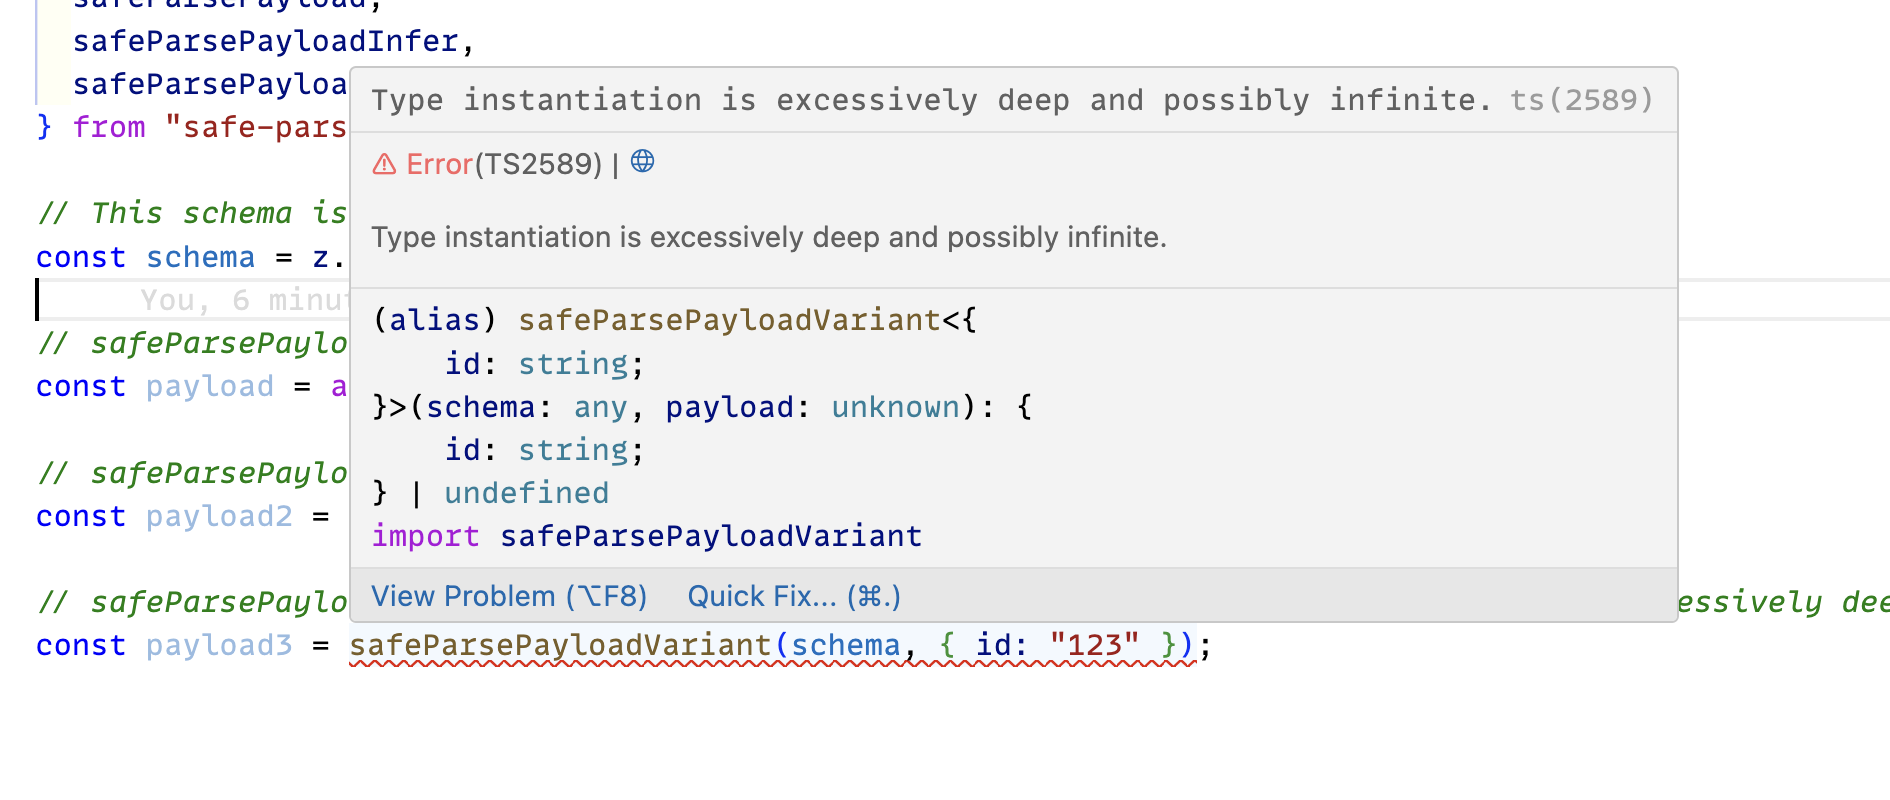 safeParsePayload,
safeParsePayloadInfer,
safeParsePayloa
Type instantiation is excessively deep and possibly infinite. ts(2589)
} from "safe-pars
Error(TS2589) |
// This schema is
Type instantiation is excessively deep and possibly infinite.
const schema = z.
You, 6 minut
(alias) safeParsePayloadVariant<{
// safeParsePaylo
id: string;
const payload = a
}>(schema: any, payload: unknown): {
id: string;
// safeParsePaylo
} | undefined
const payload2 =
import safeParsePayloadVariant
View Problem (⌥F8) Quick Fix... (⌘.)
// safeParsePaylo
essively dee
const payload3 = safeParsePayloadVariant(schema, { id: "123" });